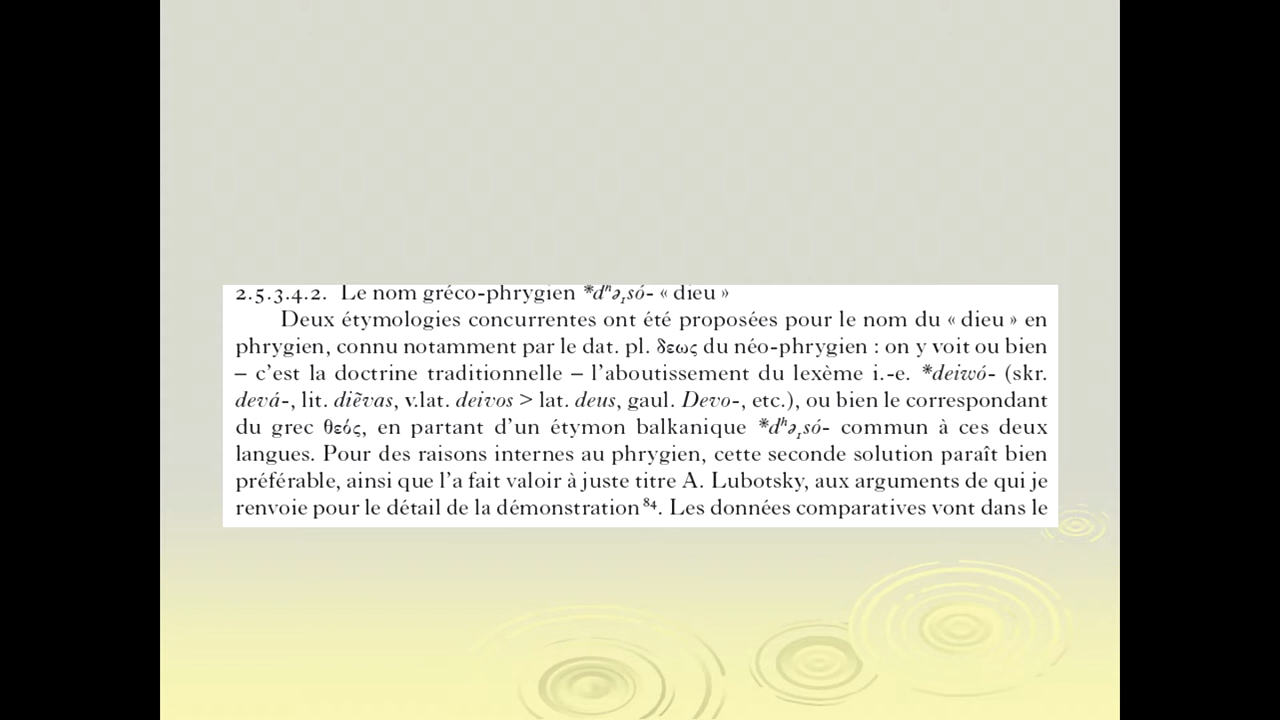 2.5.3.4.2. Le nom gréco-phrygien *dʰə₁só- « dieu »
Deux étymologies concurrentes ont été proposées pour le nom du « dieu » en
phrygien, connu notamment par le dat. pl. δεως du néo-phrygien : on y voit ou bien
– c’est la doctrine traditionnelle – l’aboutissement du lexème i.-e. *deiwó- (skr.
devá-, lit. diẽvas, v.lat. deivos > lat. deus, gaul. Devo-, etc.), ou bien le correspondant
du grec θεός, en partant d’un étymon balkanique *dʰə₁só- commun à ces deux
langues. Pour des raisons internes au phrygien, cette seconde solution paraît bien
préférable, ainsi que l’a fait valoir à juste titre A. Lubotsky, aux arguments de qui je
renvoie pour le détail de la démonstration⁸⁴. Les données comparatives vont dans le